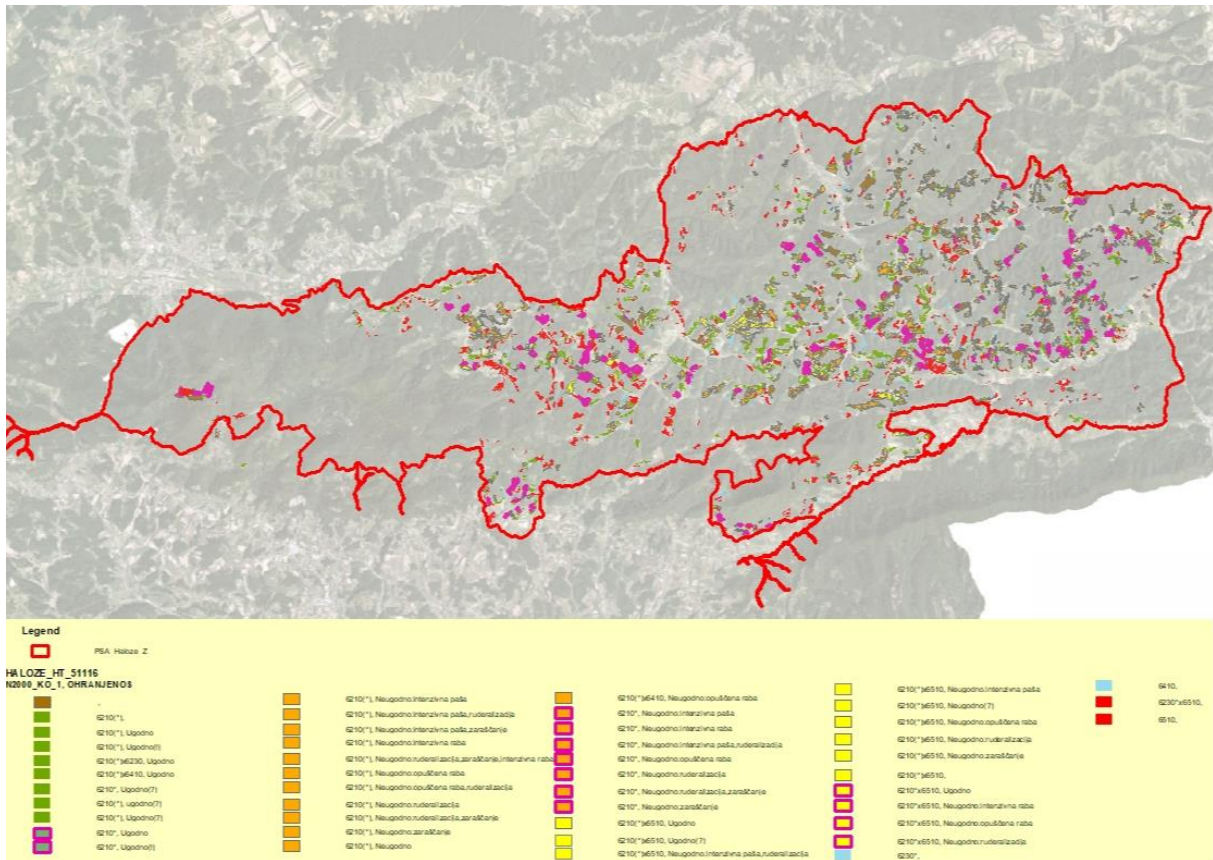 Legend
PSA_Haloze_Z
HALOZE_HT_51116
N2000_KO_1, OHRANJENOS
,
6210(*),
6210(*), Ugodno
6210(*), Ugodno(!)
6210(*)x6230, Ugodno
6210(*)x6410, Ugodno
6210*, Ugodno(?)
6210(*), ugodno(?)
6210(*), Ugodno(?)
6210*, Ugodno
6210*, Ugodno(!)
6210(*), Neugodno:intenzivna paša
6210(*), Neugodno:intenzivna paša,ruderalizacija
6210(*), Neugodno:intenzivna paša,zaraščanje
6210(*), Neugodno:intenzivna raba
6210(*), Neugodno:ruderalizacija,zaraščanje,intenzivna raba
6210(*), Neugodno:opuščena raba
6210(*), Neugodno:opuščena raba,ruderalizacija
6210(*), Neugodno:ruderalizacija
6210(*), Neugodno:ruderalizacija,zaraščanje
6210(*), Neugodno:zaraščanje
6210(*), Neugodno
6210(*)x6410, Neugodno:opuščena raba
6210*, Neugodno:intenzivna paša
6210*, Neugodno:intenzivna raba
6210*, Neugodno:intenzivna paša,ruderalizacija
6210*, Neugodno:opuščena raba
6210*, Neugodno:ruderalizacija
6210*, Neugodno:ruderalizacija,zaraščanje
6210*, Neugodno:zaraščanje
6210(*)x6510, Ugodno
6210(*)x6510, Ugodno(?)
6210(*)x6510, Neugodno:intenzivna paša,ruderalizacija
6210(*)x6510, Neugodno:intenzivna paša
6210(*)x6510, Neugodno(?)
6210(*)x6510, Neugodno:opuščena raba
6210(*)x6510, Neugodno:ruderalizacija
6210(*)x6510, Neugodno:zaraščanje
6210(*)x6510,
6210*x6510, Ugodno
6210*x6510, Neugodno:intenzivna raba
6210*x6510, Neugodno:opuščena raba
6210*x6510, Neugodno:ruderalizacija
6230*,
6410,
6230*x6510,
6510,